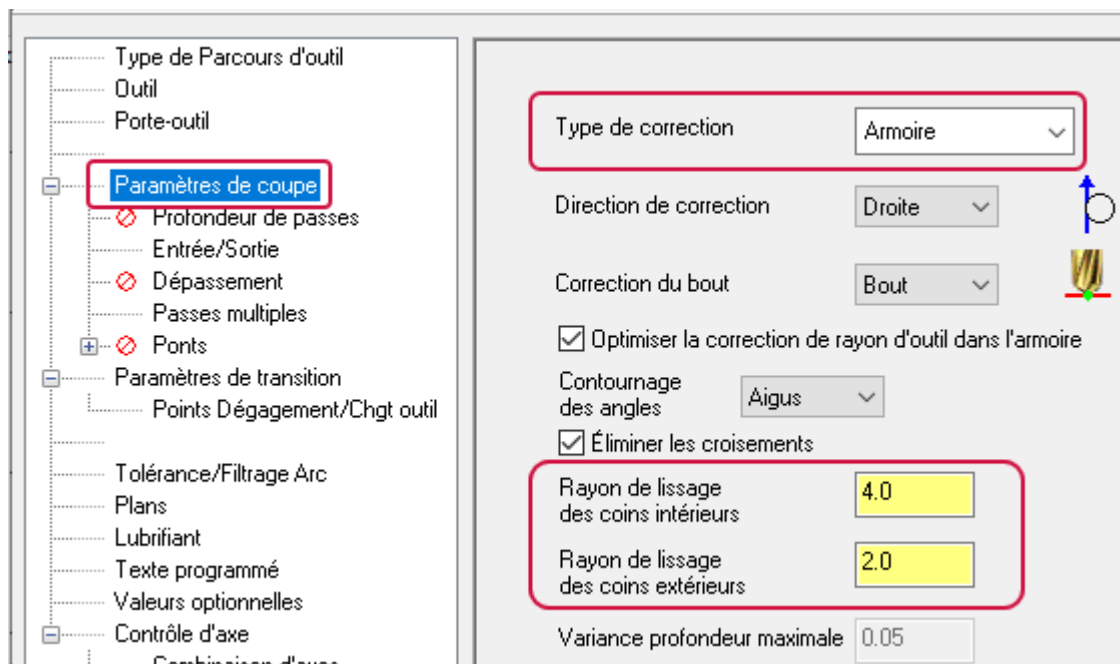 Type de Parcours d'outil
Outil
Porte-outil
Paramètres de coupe
Profondeur de passes
Entrée/Sortie
Dépassement
Passes multiples
Ponts
Paramètres de transition
Points Dégagement/Chgt outil
Tolérance/Filtrage Arc
Plans
Lubrifiant
Texte programmé
Valeurs optionnelles
Contrôle d'axe
Combinaison d'axes
Type de correction Armoire
Direction de correction Droite
Correction du bout Bout
Optimiser la correction de rayon d'outil dans l'armoire
Contournage
des angles Aigus
Éliminer les croisements
Rayon de lissage
des coins intérieurs 4.0
Rayon de lissage
des coins extérieurs 2.0
Variance profondeur maximale 0.05